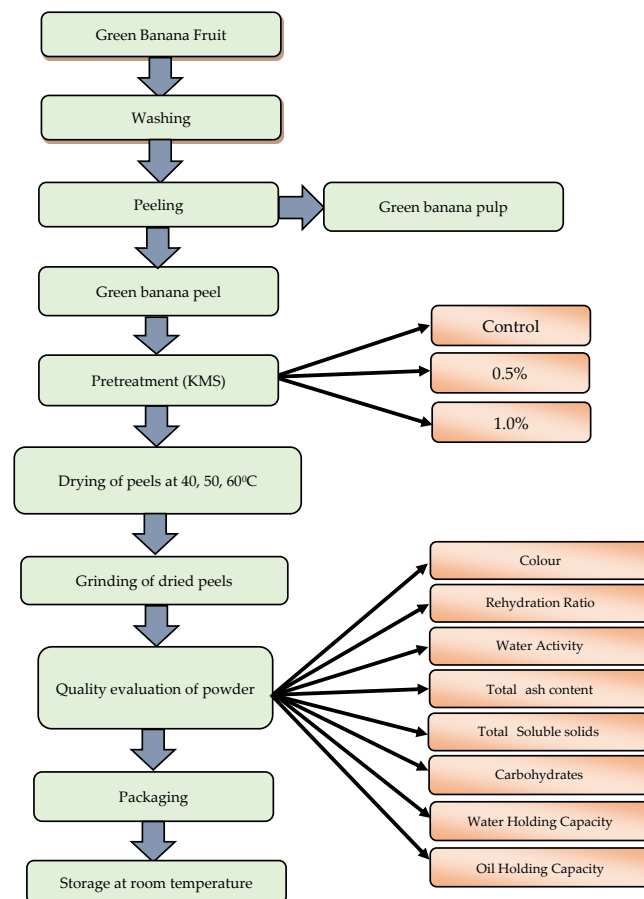 Green Banana Fruit
Washing
Peeling
Green banana pulp
Green banana peel
Pretreatment (KMS)
Control
0.5%
1.0%
Drying of peels at 40, 50, 60⁰C
Grinding of dried peels
Quality evaluation of powder
Colour
Rehydration Ratio
Water Activity
Total ash content
Total Soluble solids
Carbohydrates
Water Holding Capacity
Oil Holding Capacity
Packaging
Storage at room temperature